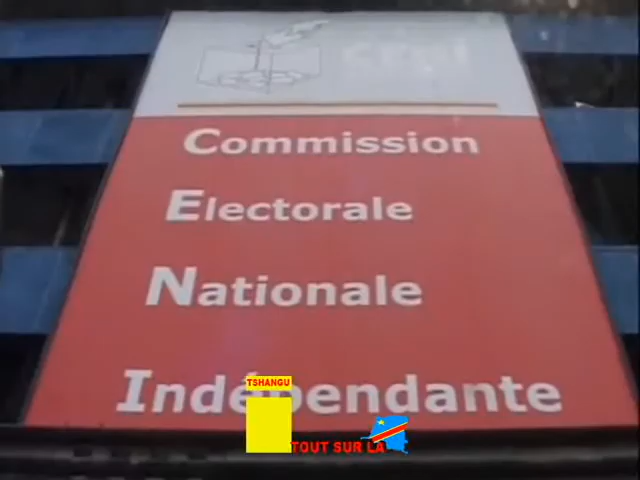 Commission
Electorale
Nationale
Indépendante
TSHANGU
TOUT SUR LA